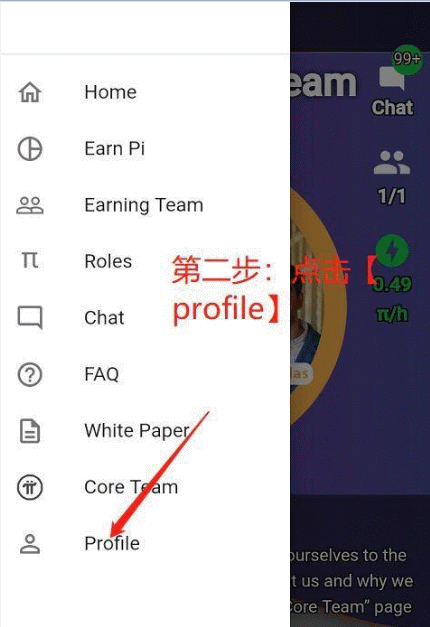 Home
Earn Pi
Earning Team
Roles
Chat
FAQ
White Paper
Core Team
Profile
第二步：点击【
profile】
eam
99+
Chat
1/1
0.49
π/h
las
ourselves to the
t us and why we
Core Team” page